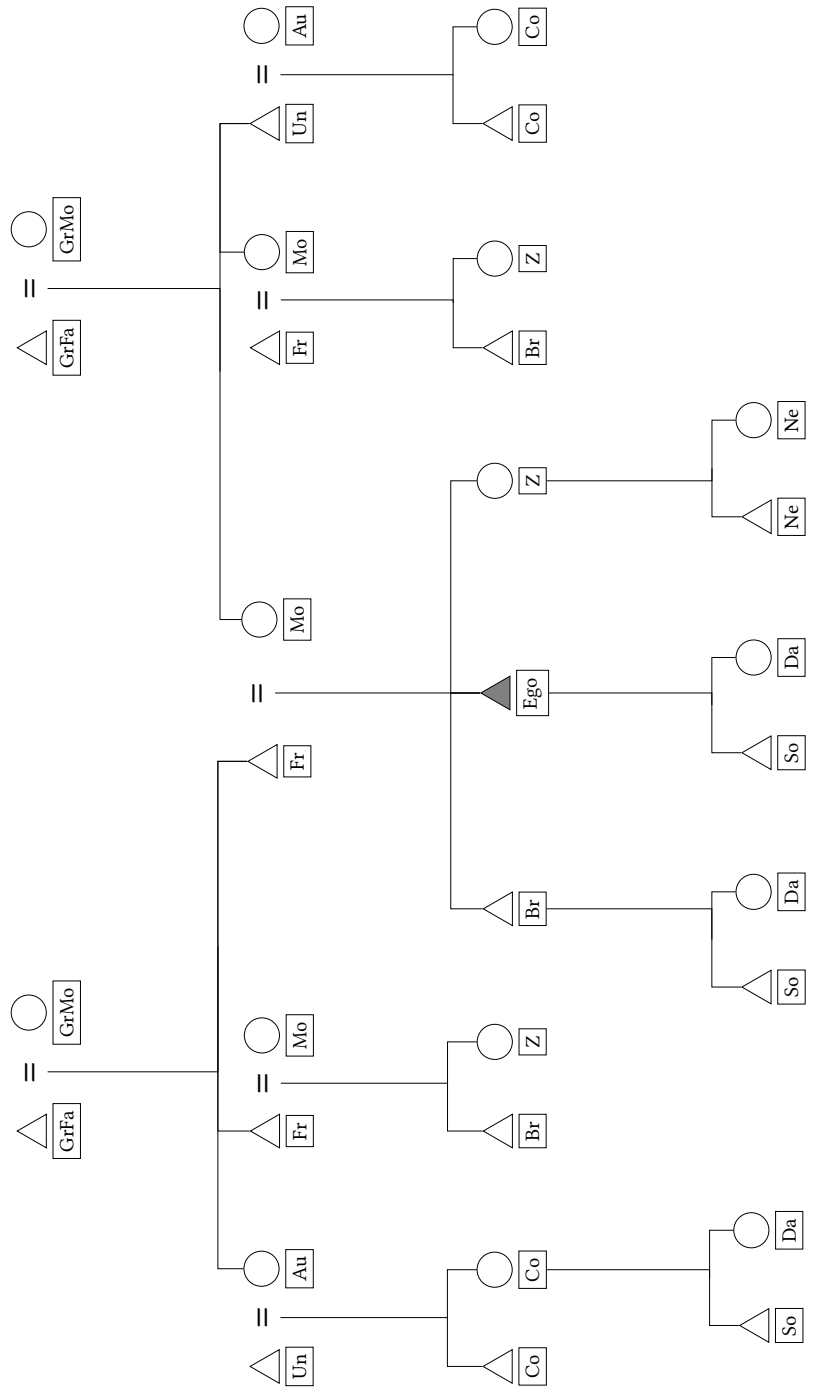 GrFa GrMo GrFa GrMo
Un Au Fr Mo Fr Mo Fr Mo Un Au
Co Co Br Z Br Ego Z Br Z Co Co
So Da So Da So Da Ne Ne